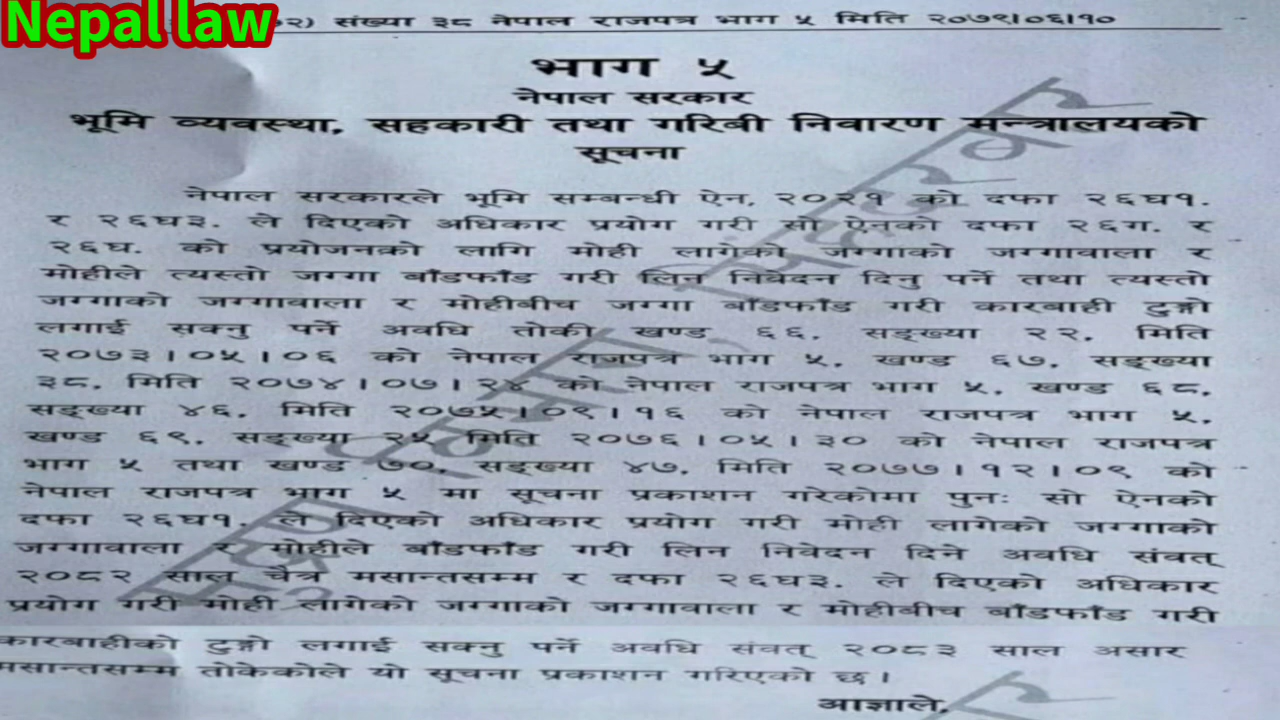 Nepal law
२) संख्या ३८ नेपाल राजपत्र भाग ५ मिति २०७९।०६।१०
भाग ५
नेपाल सरकार
भूमि व्यवस्था, सहकारी तथा गरिबी निवारण मन्त्रालयको
सूचना
नेपाल सरकारले भूमि सम्बन्धी ऐन, २०२१ को दफा २६घ१.
र २६घ३. ले दिएको अधिकार प्रयोग गरी सो ऐनको दफा २६ग. र
२६घ. को प्रयोजनको लागि मोही लागेको जग्गाको जग्गावाला र
मोहीले त्यस्तो जग्गा बाँडफाँड गरी लिन निवेदन दिनु पर्ने तथा त्यस्तो
जग्गाको जग्गावाला र मोहीबीच जग्गा बाँडफाँड गरी कारबाही टुङ्गो
लगाई सक्नु पर्ने अवधि तोकी खण्ड ६६, सङ्ख्या २२, मिति
२०७३।०५।०६ को नेपाल राजपत्र भाग ५, खण्ड ६७, सङ्ख्या
३८, मिति २०७४।०७।२४ को नेपाल राजपत्र भाग ५, खण्ड ६८,
सङ्ख्या ४६, मिति २०७५।०९।१६ को नेपाल राजपत्र भाग ५,
खण्ड ६९, सङ्ख्या २५ मिति २०७६।०५।३० को नेपाल राजपत्र
भाग ५ तथा खण्ड ७०, सङ्ख्या ४७, मिति २०७७।१२।०९ को
नेपाल राजपत्र भाग ५ मा सूचना प्रकाशन गरेकोमा पुनः सो ऐनको
दफा २६घ१. ले दिएको अधिकार प्रयोग गरी मोही लागेको जग्गाको
जग्गावाला र मोहीले बाँडफाँड गरी लिन निवेदन दिने अवधि संवत्
२०८२ साल चैत्र मसान्तसम्म र दफा २६घ३. ले दिएको अधिकार
प्रयोग गरी मोही लागेको जग्गाको जग्गावाला र मोहीबीच बाँडफाँड गरी
कारबाहीको टुङ्गो लगाई सक्नु पर्ने अवधि संवत् २०८३ साल असार
मसान्तसम्म तोकेकोले यो सूचना प्रकाशन गरिएको छ।
आज्ञाले,